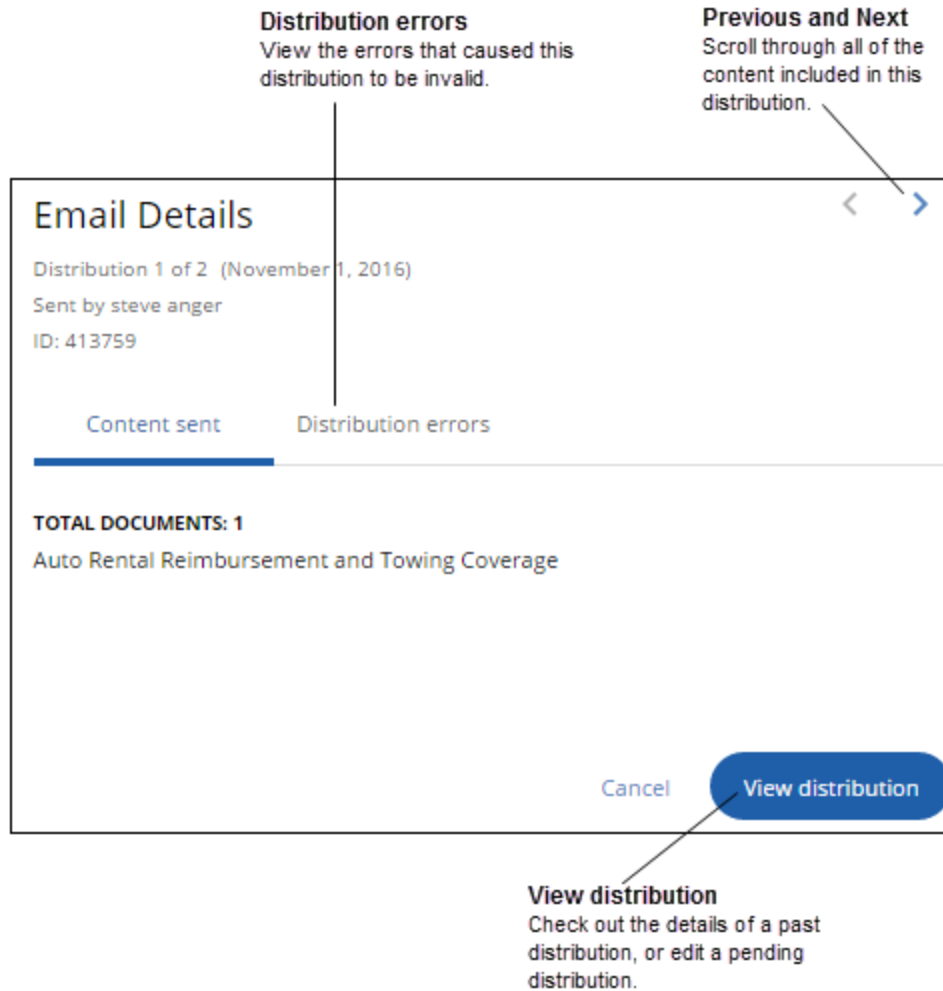 Distribution errors
View the errors that caused this
distribution to be invalid.
Previous and Next
Scroll through all of the
content included in this
distribution.
Email Details
Distribution 1 of 2 (November 1, 2016)
Sent by steve anger
ID: 413759
Content sent
Distribution errors
TOTAL DOCUMENTS: 1
Auto Rental Reimbursement and Towing Coverage
Cancel
View distribution
View distribution
Check out the details of a past
distribution, or edit a pending
distribution.